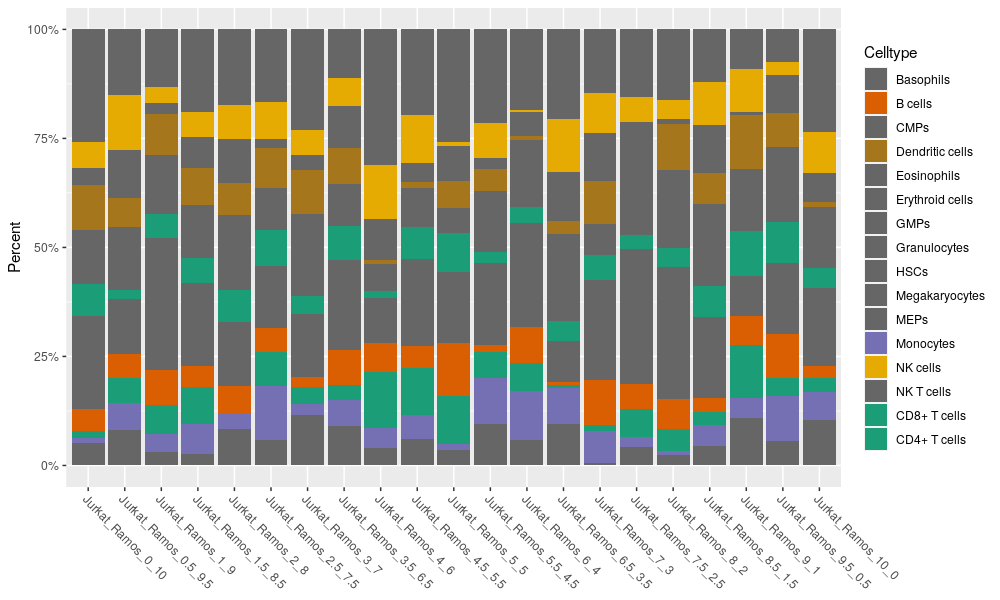 100%
75%
50%
25%
0%
Percent
Jurkat_Ramos_0_10
Jurkat_Ramos_0.5_9.5
Jurkat_Ramos_1_9
Jurkat_Ramos_1.5_8.5
Jurkat_Ramos_2_8
Jurkat_Ramos_2.5_7.5
Jurkat_Ramos_3_7
Jurkat_Ramos_3.5_6.5
Jurkat_Ramos_4_6
Jurkat_Ramos_4.5_5.5
Jurkat_Ramos_5_5
Jurkat_Ramos_5.5_4.5
Jurkat_Ramos_6_4
Jurkat_Ramos_6.5_3.5
Jurkat_Ramos_7_3
Jurkat_Ramos_7.5_2.5
Jurkat_Ramos_8_2
Jurkat_Ramos_8.5_1.5
Jurkat_Ramos_9_1
Jurkat_Ramos_9.5_0.5
Jurkat_Ramos_10_0
Celltype
Basophils
B cells
CMPs
Dendritic cells
Eosinophils
Erythroid cells
GMPs
Granulocytes
HSCs
Megakaryocytes
MEPs
Monocytes
NK cells
NK T cells
CD8+ T cells
CD4+ T cells